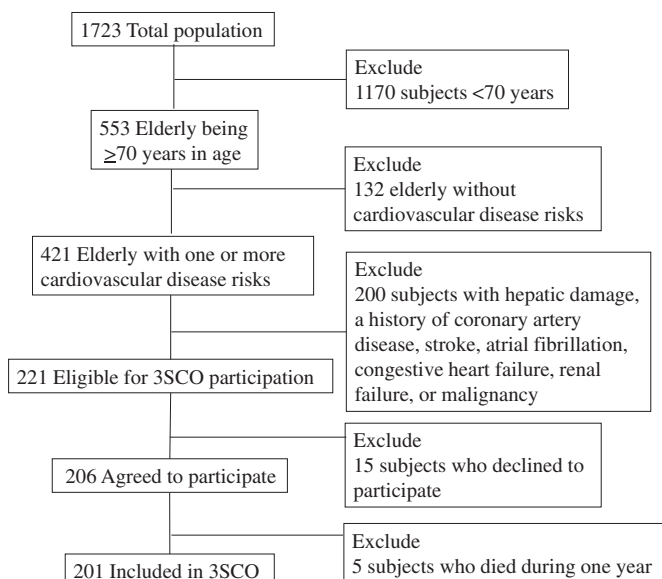 1723 Total population
Exclude
1170 subjects <70 years
553 Elderly being
≥70 years in age
Exclude
132 elderly without
cardiovascular disease risks
421 Elderly with one or more
cardiovascular disease risks
Exclude
200 subjects with hepatic damage,
a history of coronary artery
disease, stroke, atrial fibrillation,
congestive heart failure, renal
failure, or malignancy
221 Eligible for 3SCO participation
Exclude
15 subjects who declined to
participate
206 Agreed to participate
Exclude
5 subjects who died during one year
201 Included in 3SCO